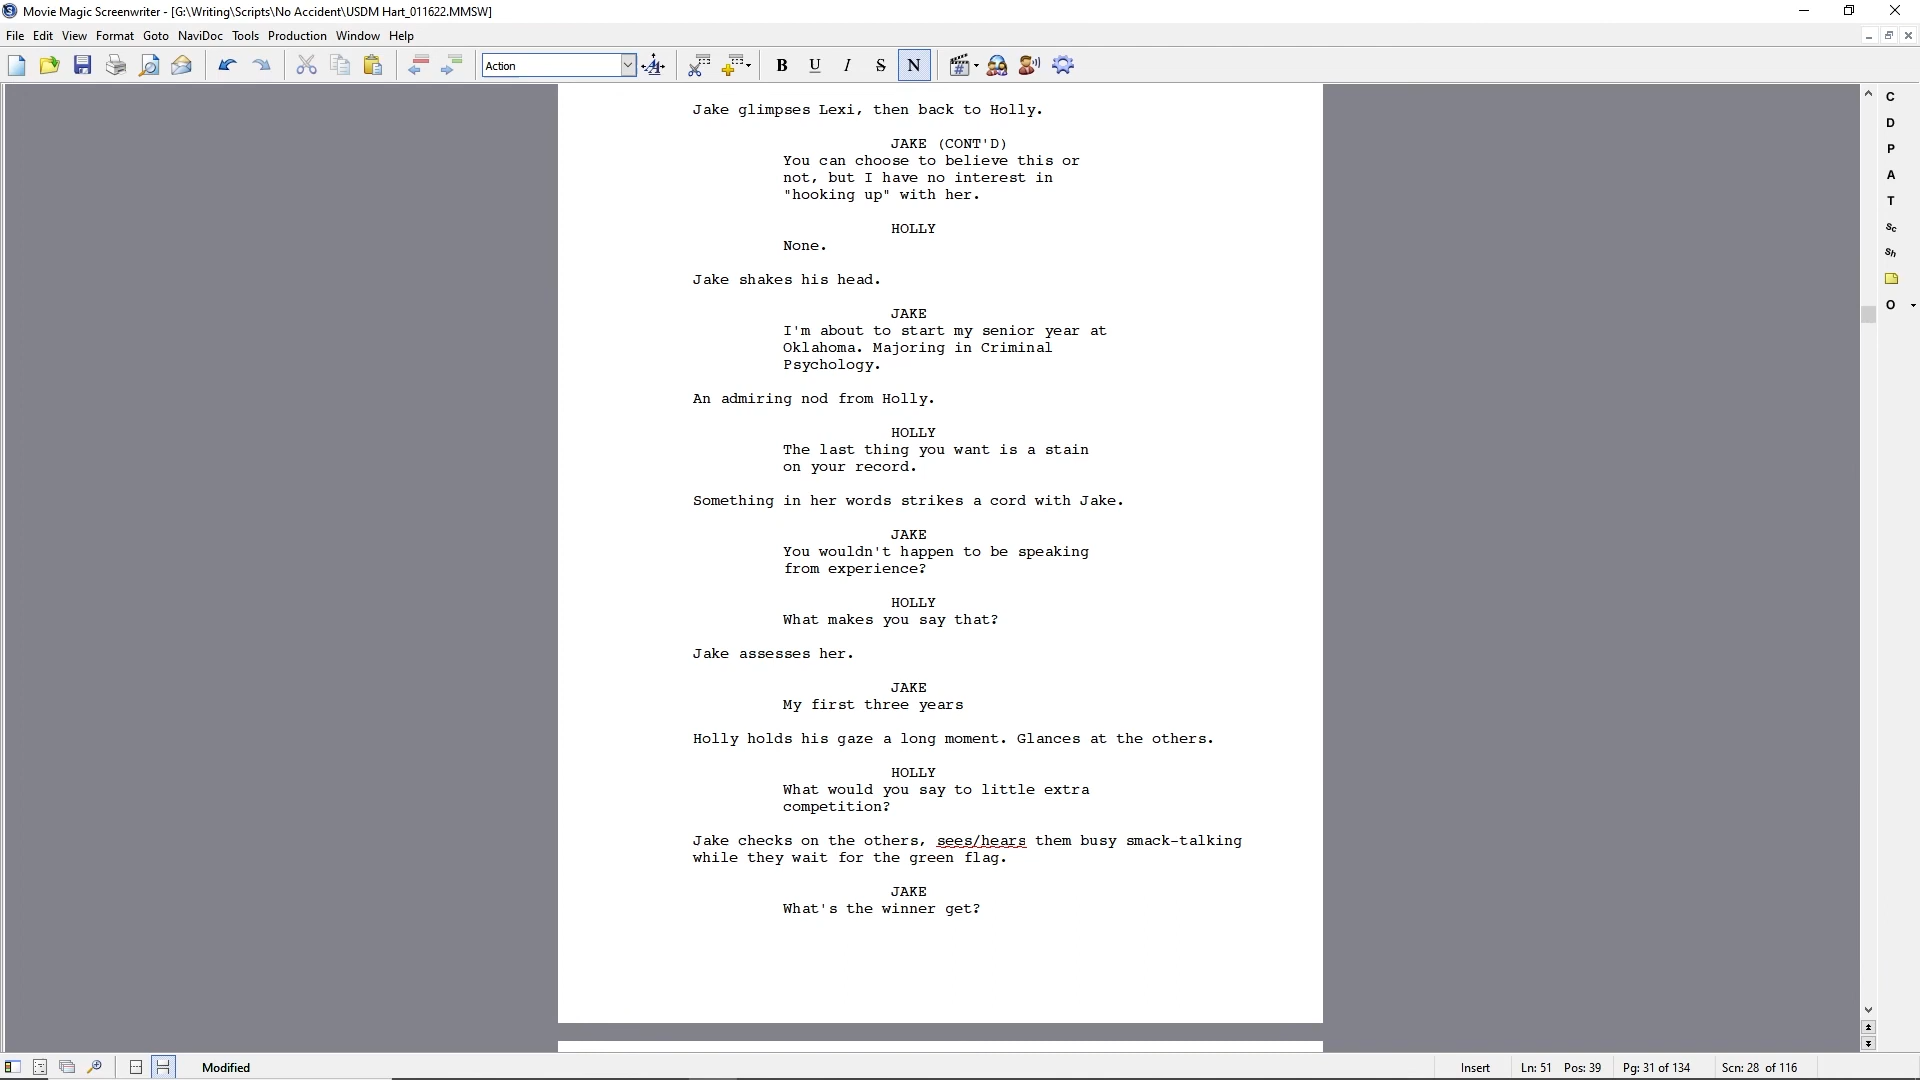 Movie Magic Screenwriter - [G:\Writing\Scripts\No Accident\USDM Hart_011622.MMSW]
File Edit View Format Goto NaviDoc Tools Production Window Help
Action
B U I S N
C
D
P
A
T
Sc
Sh
O
Jake glimpses Lexi, then back to Holly.
JAKE (CONT'D)
You can choose to believe this or
not, but I have no interest in
"hooking up" with her.
HOLLY
None.
Jake shakes his head.
JAKE
I'm about to start my senior year at
Oklahoma. Majoring in Criminal
Psychology.
An admiring nod from Holly.
HOLLY
The last thing you want is a stain
on your record.
Something in her words strikes a cord with Jake.
JAKE
You wouldn't happen to be speaking
from experience?
HOLLY
What makes you say that?
Jake assesses her.
JAKE
My first three years
Holly holds his gaze a long moment. Glances at the others.
HOLLY
What would you say to little extra
competition?
Jake checks on the others, sees/hears them busy smack-talking
while they wait for the green flag.
JAKE
What's the winner get?
Modified Insert Ln: 51 Pos: 39 Pg: 31 of 134 Scn: 28 of 116